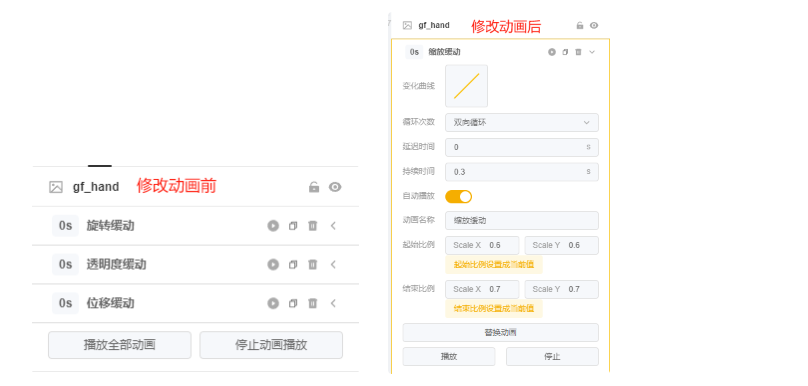 gf_hand 修改动画前
0s 旋转缓动
0s 透明度缓动
0s 位移缓动
播放全部动画 停止动画播放
gf_hand 修改动画后
0s 缩放缓动
变化曲线
循环次数 双向循环
延迟时间 0 s
持续时间 0.3 s
自动播放
动画名称 缩放缓动
起始比例 Scale X 0.6 Scale Y 0.6
起始比例设置成当前值
结束比例 Scale X 0.7 Scale Y 0.7
结束比例设置成当前值
替换动画
播放 停止